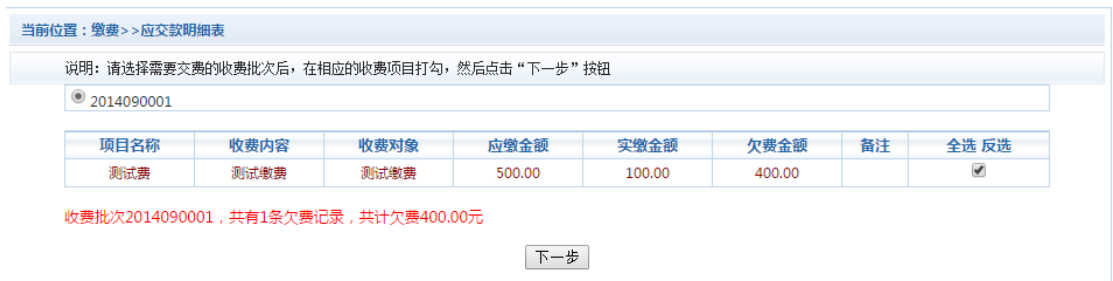 当前位置：缴费>>应交款明细表
说明：请选择需要交费的收费批次后，在相应的收费项目打勾，然后点击“下一步”按钮
2014090001
项目名称 收费内容 收费对象 应缴金额 实缴金额 欠费金额 备注 全选 反选
测试费 测试缴费 测试缴费 500.00 100.00 400.00
收费批次2014090001，共有1条欠费记录，共计欠费400.00元
下一步